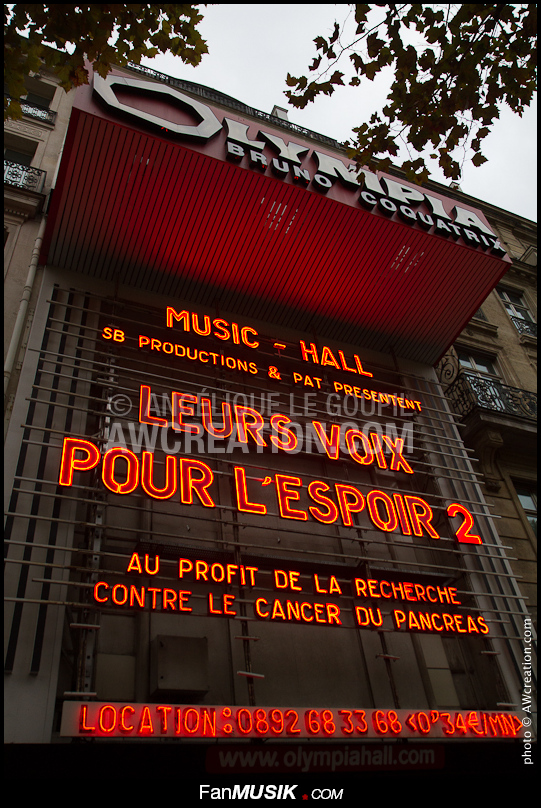 OLYMPIA
BRUNO COQUATRIX
MUSIC - HALL
SB PRODUCTIONS & PAT PRESENTENT
© ANGÉLIQUE LE GOUPIL
LEURS VOIX
AWCREATION.COM
POUR L'ESPOIR 2
AU PROFIT DE LA RECHERCHE
CONTRE LE CANCER DU PANCREAS
LOCATION: 0892 68 33 68 <0°34€/MN>
www.olympiahall.com
photo © AWcreation.com
FanMUSIK.COM